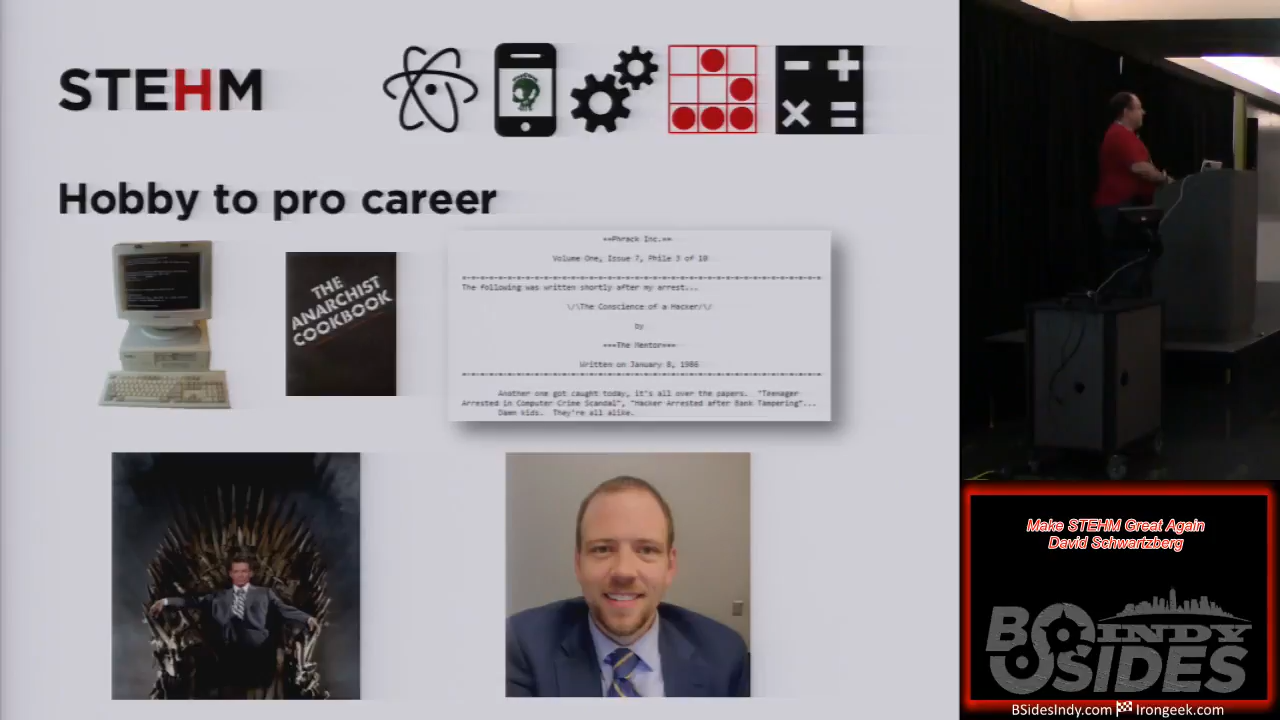 STEHM
Hobby to pro career
THE
ANARCHIST
COOKBOOK
==Phrack Inc.==
Volume One, Issue 7, Phile 3 of 10
The following was written shortly after my arrest...
\/\The Conscience of a Hacker/\/
by
+++The Mentor+++
Written on January 8, 1986
Another one got caught today, it's all over the papers. "Teenager
Arrested in Computer Crime Scandal", "Hacker Arrested after Bank Tampering"...
Damn kids. They're all alike.
Make STEHM Great Again
David Schwartzberg
BSIDES
INDY
BSidesIndy.com Irongeek.com